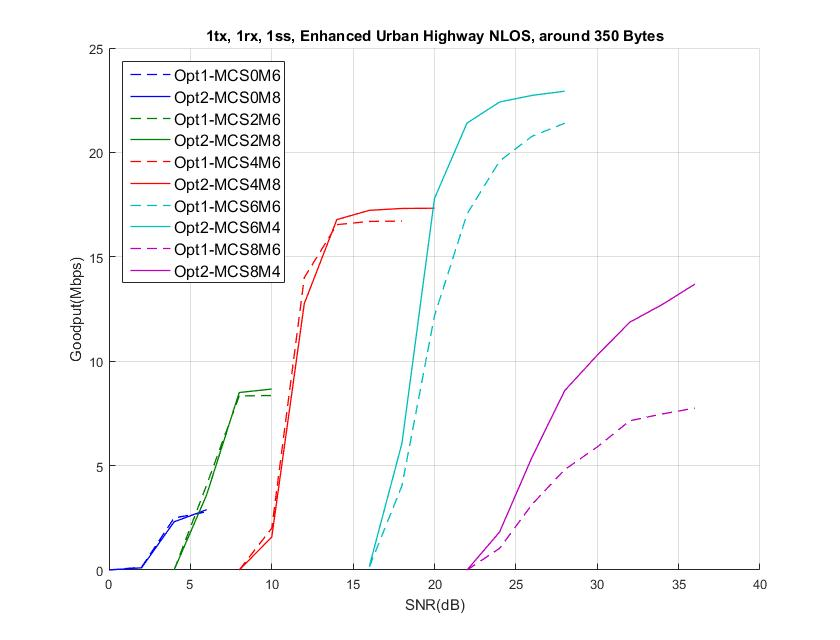 1tx, 1rx, 1ss, Enhanced Urban Highway NLOS, around 350 Bytes
25
20
15
10
5
0
Goodput(Mbps)
Opt1-MCS0M6
Opt2-MCS0M8
Opt1-MCS2M6
Opt2-MCS2M8
Opt1-MCS4M6
Opt2-MCS4M8
Opt1-MCS6M6
Opt2-MCS6M4
Opt1-MCS8M6
Opt2-MCS8M4
0 5 10 15 20 25 30 35 40
SNR(dB)